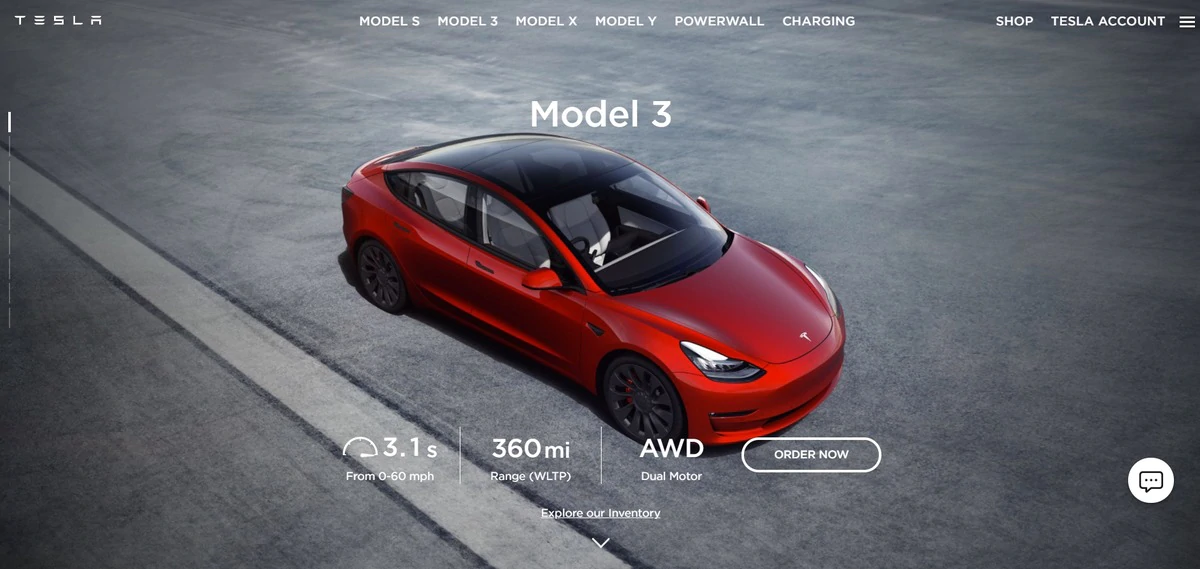 TESLA
MODEL S MODEL 3 MODEL X MODEL Y POWERWALL CHARGING
SHOP TESLA ACCOUNT
Model 3
3.1 s
From 0-60 mph
360 mi
Range (WLTP)
AWD
Dual Motor
ORDER NOW
Explore our Inventory